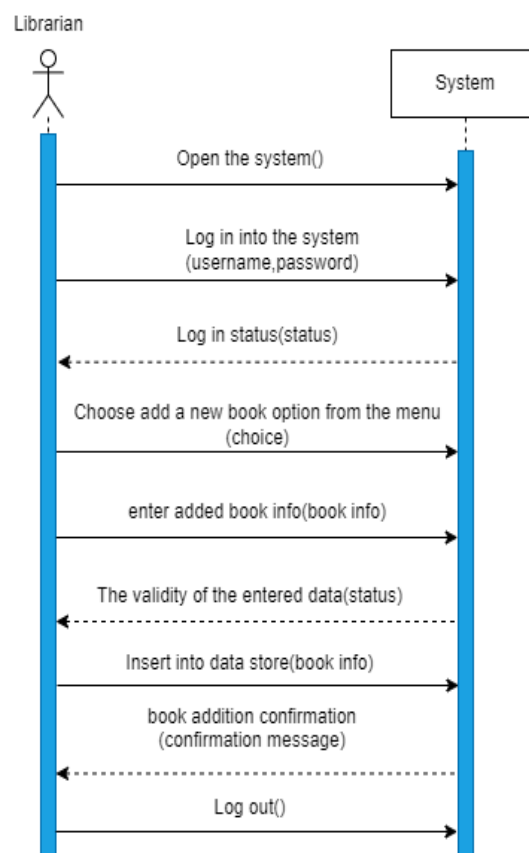 Librarian
System
Open the system()
Log in into the system
(username,password)
Log in status(status)
Choose add a new book option from the menu
(choice)
enter added book info(book info)
The validity of the entered data(status)
Insert into data store(book info)
book addition confirmation
(confirmation message)
Log out()